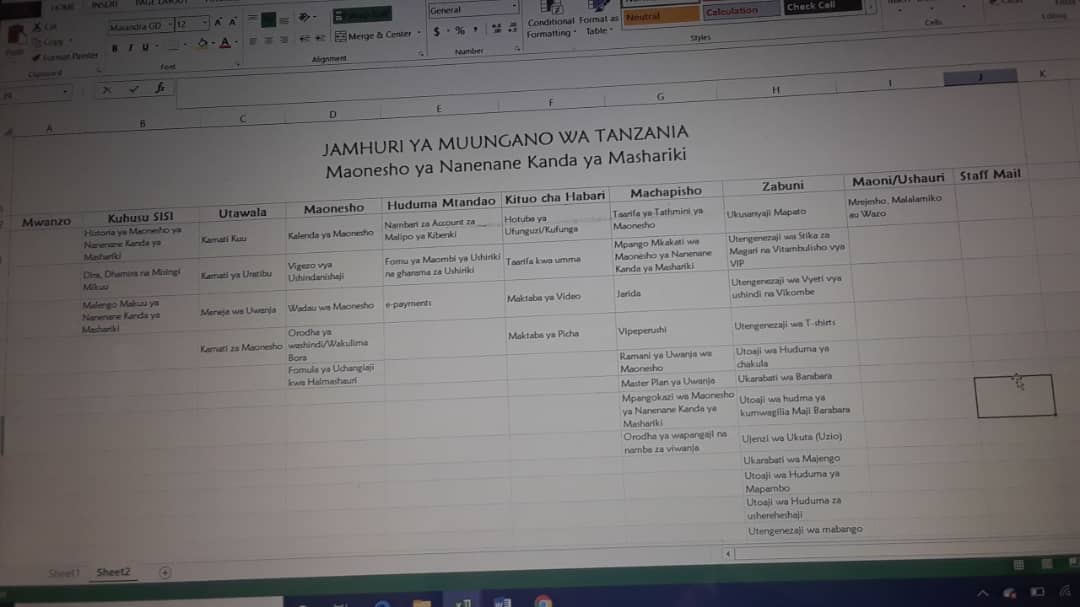 HOME INSERT PAGE LAYOUT
Cut
Copy
Format Painter
Clipboard
Maiandra GD 12
B I U
Font
Merge & Center
Alignment
General
$ % ,
Number
Conditional Formatting
Format as Table
Neutral
Calculation
Check Cell
Styles
Cells
Editing
fx
A B C D E F G H I J K
JAMHURI YA MUUNGANO WA TANZANIA
Maonesho ya Nanenane Kanda ya Mashariki
Mwanzo
Kuhusu SISI
Historia ya Maonesho ya
Nanenane Kanda ya
Mashariki
Dira, Dhamira na Misingi
Mikuu
Malengo Makuu ya
Nanenane Kanda ya
Mashariki
Utawala
Kamati Kuu
Kamati ya Uratibu
Meneja wa Uwanja
Kamati za Maonesho
Maonesho
Kalenda ya Maonesho
Vigezo vya
Ushindanishaji
Wadau wa Maonesho
Orodha ya
washindi/Wakulima
Bora
Fomula ya Uchangiaji
kwa Halmashauri
Huduma Mtandao
Nambari za Account za
Malipo ya Kibenki
Fomu ya Maombi ya Ushiriki
na gharama za Ushiriki
e-payments
Kituo cha Habari
Hotuba ya
Ufunguzi/Kufunga
Taarifa kwa umma
Maktaba ya Video
Maktaba ya Picha
Machapisho
Taarifa ya Tathmini ya
Maonesho
Mpango Mkakati wa
Maonesho ya Nanenane
Kanda ya Mashariki
Jarida
Vipeperushi
Ramani ya Uwanja wa
Maonesho
Master Plan ya Uwanja
Mpangokazi wa Maonesho
ya Nanenane Kanda ya
Mashariki
Orodha ya wapangaji na
namba za viwanja
Zabuni
Ukusanyaji Mapato
Utengenezaji wa Stika za
Magari na Vitambulisho vya
VIP
Utengenezaji wa Vyeti vya
ushindi na Vikombe
Utengenezaji wa T-shirts
Utoaji wa Huduma ya
chakula
Ukarabati wa Barabara
Utoaji wa hudma ya
kumwagilia Maji Barabara
Ujenzi wa Ukuta (Uzio)
Ukarabati wa Majengo
Utoaji wa Huduma ya
Mapambo
Utoaji wa Huduma za
ushereheshaji
Utengenezaji wa mabango
Maoni/Ushauri
Mrejesho, Malalamiko
au Wazo
Staff Mail
Sheet1 Sheet2